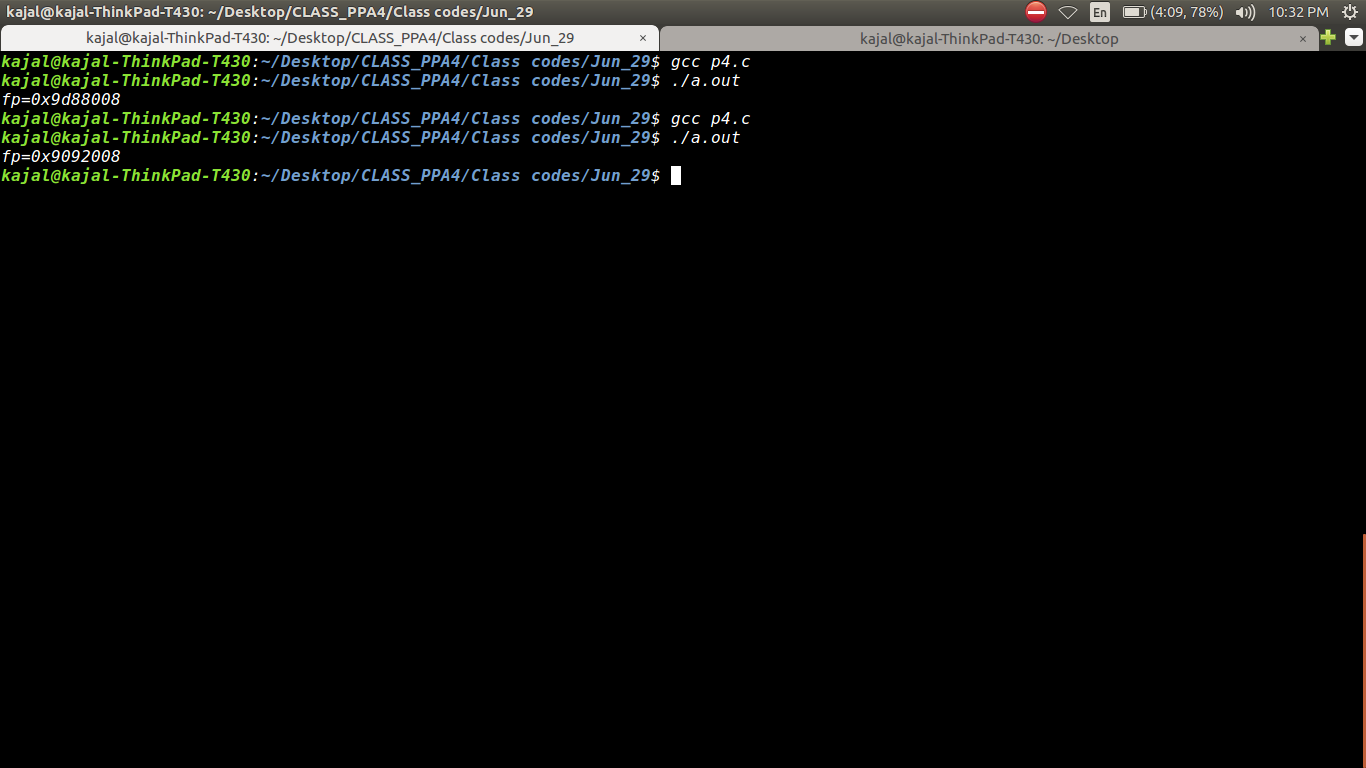 kajal@kajal-ThinkPad-T430: ~/Desktop/CLASS_PPA4/Class codes/Jun_29
En (4:09, 78%) 10:32 PM
kajal@kajal-ThinkPad-T430: ~/Desktop/CLASS_PPA4/Class codes/Jun_29 ×
kajal@kajal-ThinkPad-T430: ~/Desktop ×
kajal@kajal-ThinkPad-T430:~/Desktop/CLASS_PPA4/Class codes/Jun_29$ gcc p4.c
kajal@kajal-ThinkPad-T430:~/Desktop/CLASS_PPA4/Class codes/Jun_29$ ./a.out
fp=0x9d88008
kajal@kajal-ThinkPad-T430:~/Desktop/CLASS_PPA4/Class codes/Jun_29$ gcc p4.c
kajal@kajal-ThinkPad-T430:~/Desktop/CLASS_PPA4/Class codes/Jun_29$ ./a.out
fp=0x9092008
kajal@kajal-ThinkPad-T430:~/Desktop/CLASS_PPA4/Class codes/Jun_29$